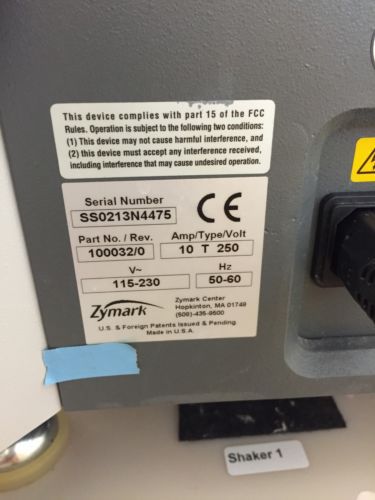 This device complies with part 15 of the FCC
Rules. Operation is subject to the following two conditions:
(1) This device may not cause harmful interference, and
(2) this device must accept any interference received,
including interference that may cause undesired operation.
Serial Number
SS0213N4475
CE
Part No. / Rev.
Amp/Type/Volt
100032/0
10 T 250
V~
Hz
115-230
50-60
Zymark
Zymark Center
Hopkinton, MA 01748
(508)-435-9500
U.S. & Foreign Patents Issued & Pending
Made in U.S.A.
Shaker 1